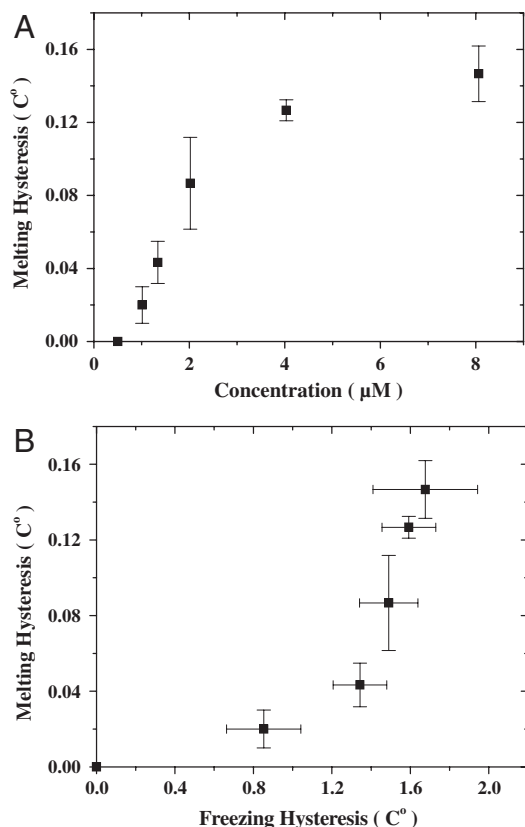 A
0.16
0.12
0.08
0.04
0.00
Melting Hysteresis ( C° )
0 2 4 6 8
Concentration ( µM )
B
0.16
0.12
0.08
0.04
0.00
Melting Hysteresis ( C° )
0.0 0.4 0.8 1.2 1.6 2.0
Freezing Hysteresis ( C° )